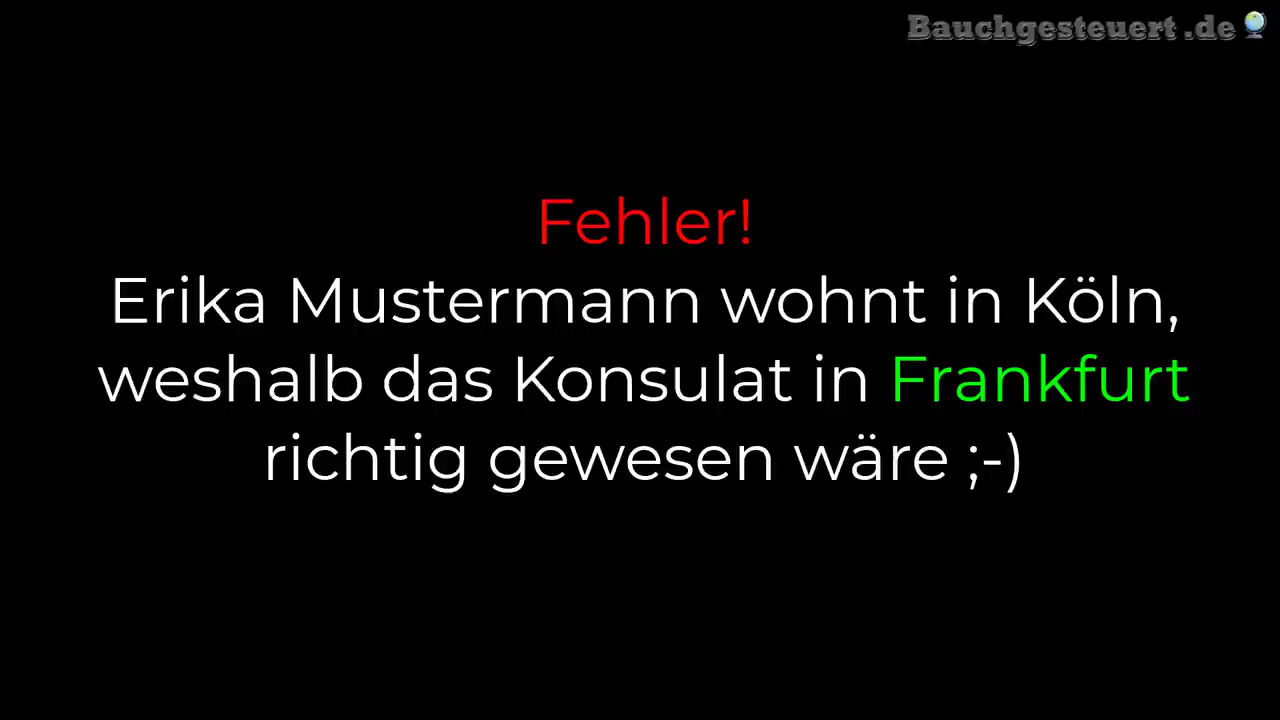 Bauchgesteuert .de
Fehler!
Erika Mustermann wohnt in Köln,
weshalb das Konsulat in Frankfurt
richtig gewesen wäre ;-)